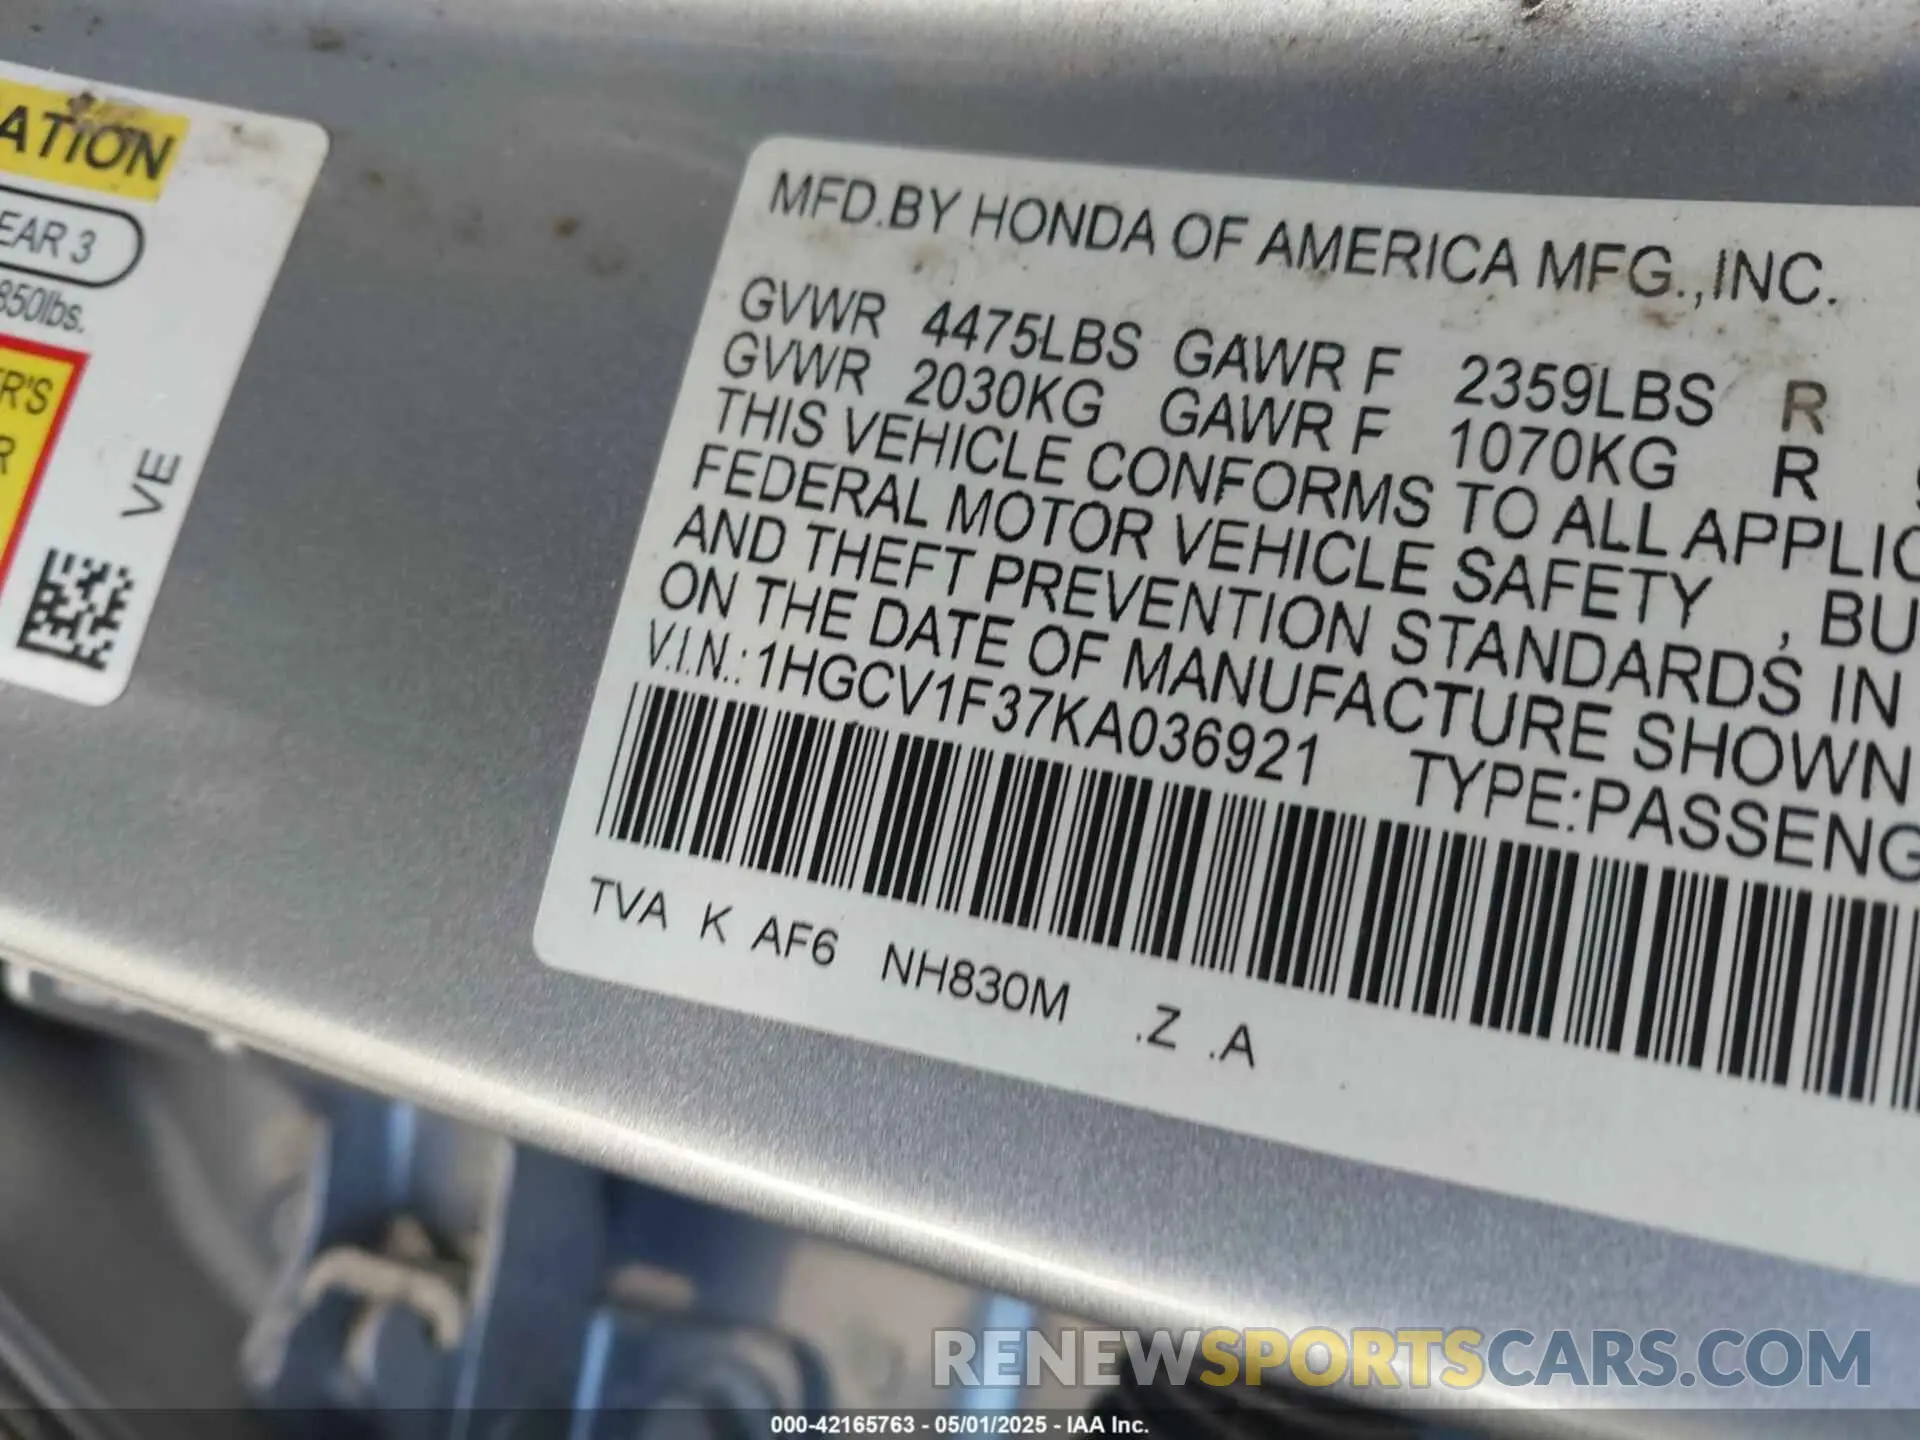 ATION
EAR 3
850lbs.
ER'S
R
VE
MFD.BY HONDA OF AMERICA MFG.,INC.
GVWR 4475LBS GAWR F 2359LBS R
GVWR 2030KG GAWR F 1070KG R
THIS VEHICLE CONFORMS TO ALL APPLIC
FEDERAL MOTOR VEHICLE SAFETY , BU
AND THEFT PREVENTION STANDARDS IN
ON THE DATE OF MANUFACTURE SHOWN
V.I.N.: 1HGCV1F37KA036921 TYPE:PASSENG
TVA K AF6 NH830M .Z .A
RENEWSPORTSCARS.COM
000-42165763 - 05/01/2025 - IAA Inc.